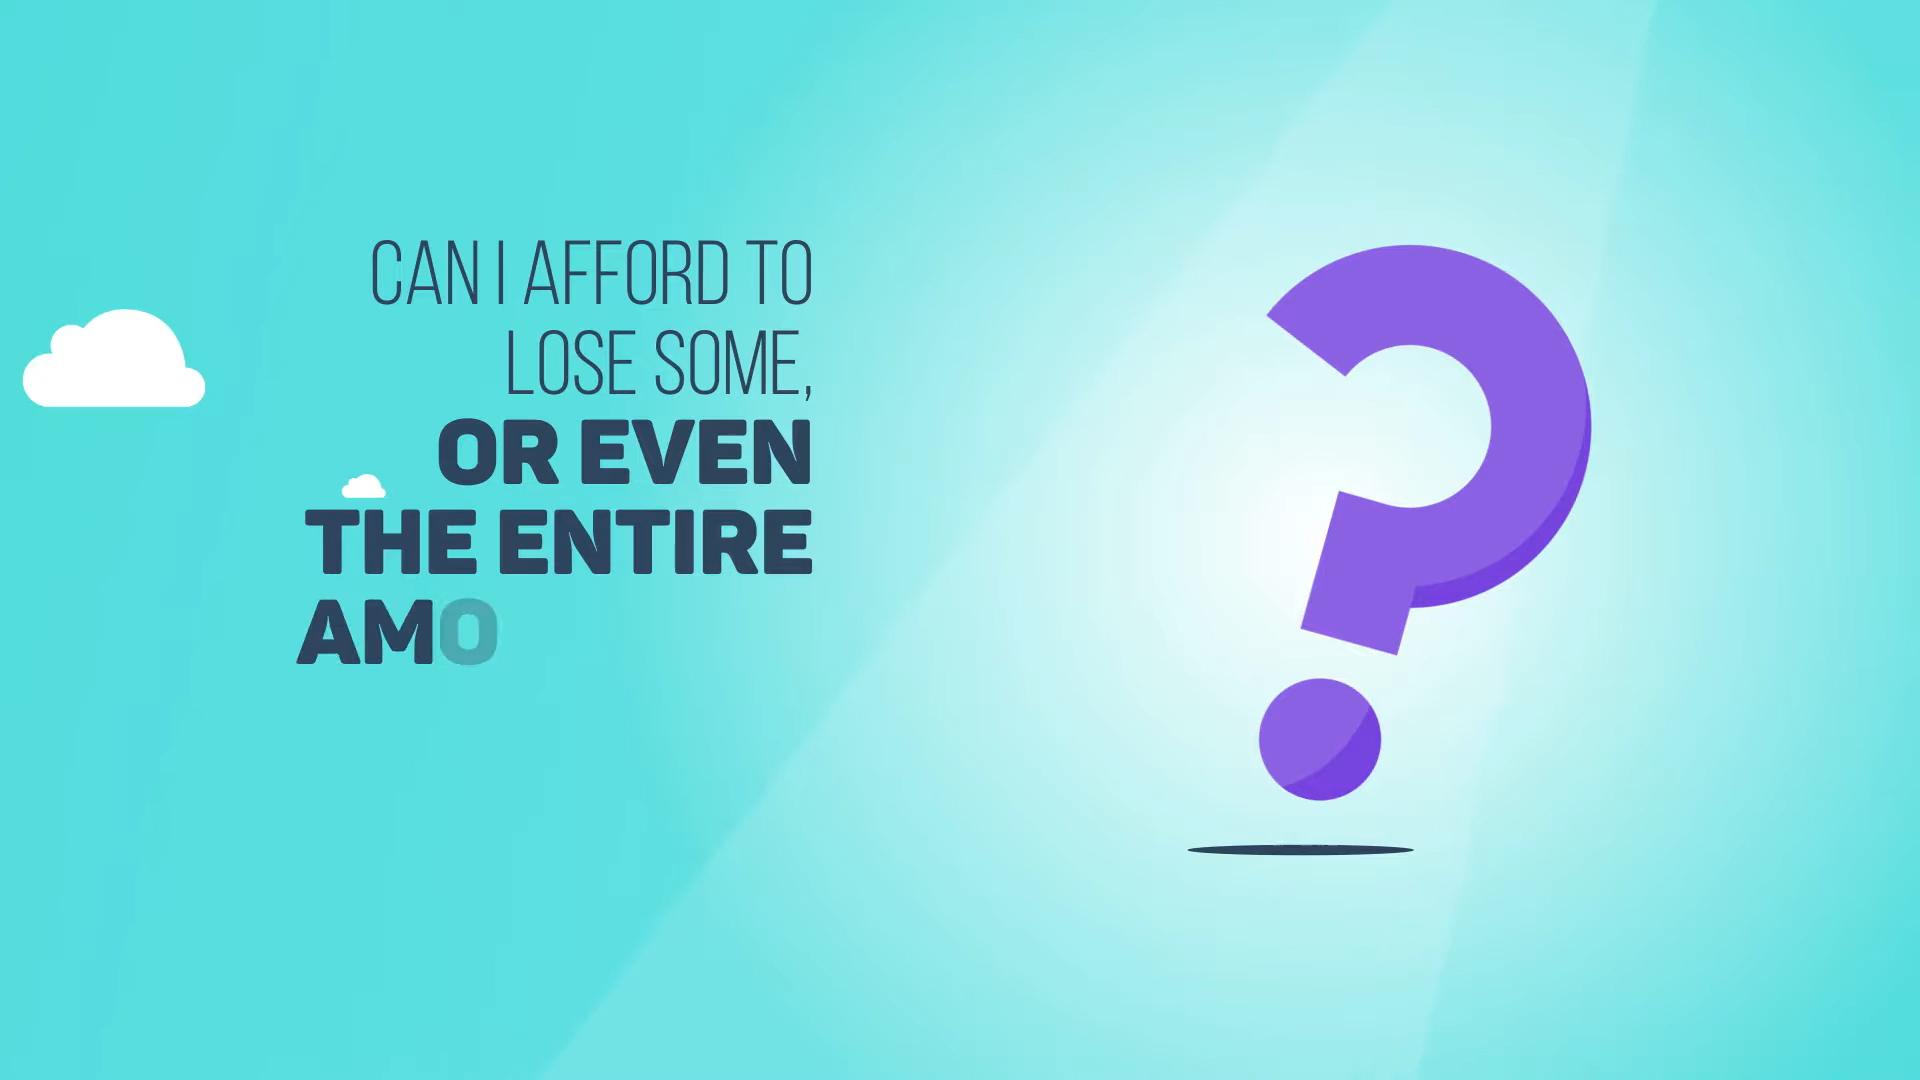 CAN I AFFORD TO
LOSE SOME,
OR EVEN
THE ENTIRE
AMO